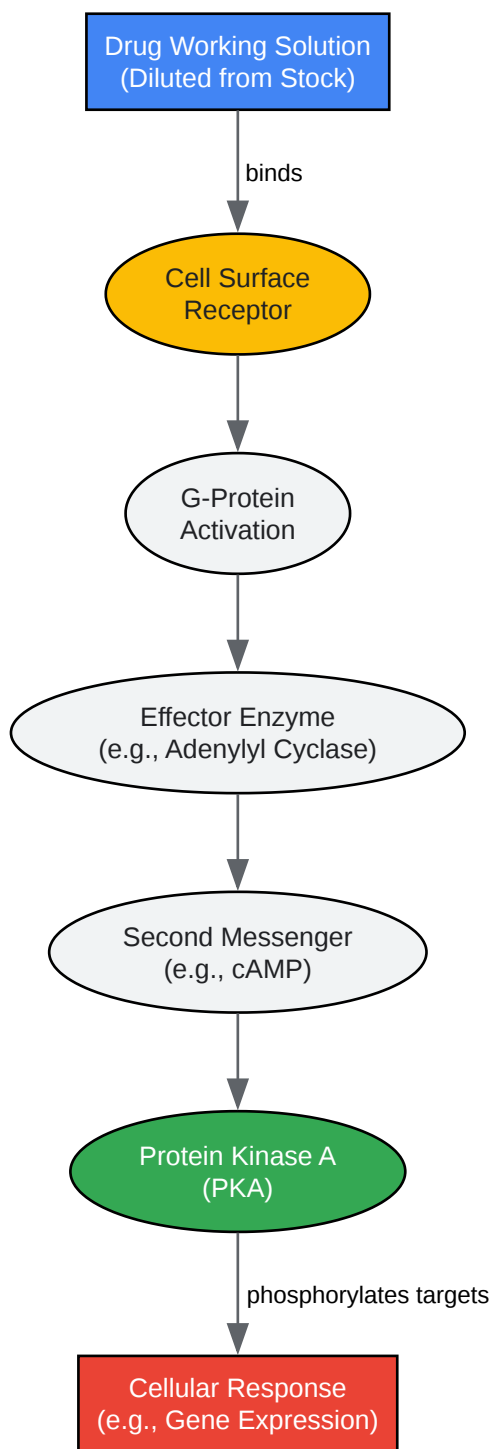 Drug Working Solution
(Diluted from Stock)
binds
Cell Surface
Receptor
G-Protein
Activation
Effector Enzyme
(e.g., Adenylyl Cyclase)
Second Messenger
(e.g., cAMP)
Protein Kinase A
(PKA)
phosphorylates targets
Cellular Response
(e.g., Gene Expression)